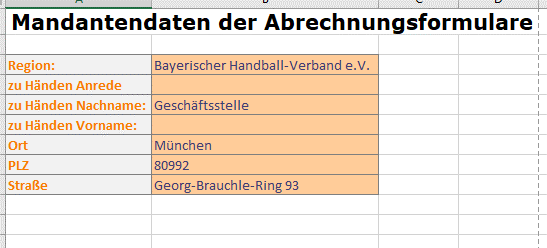 Mandantendaten der Abrechnungsformulare
Region: Bayerischer Handball-Verband e.V.
zu Händen Anrede
zu Händen Nachname: Geschäftsstelle
zu Händen Vorname:
Ort München
PLZ 80992
Straße Georg-Brauchle-Ring 93